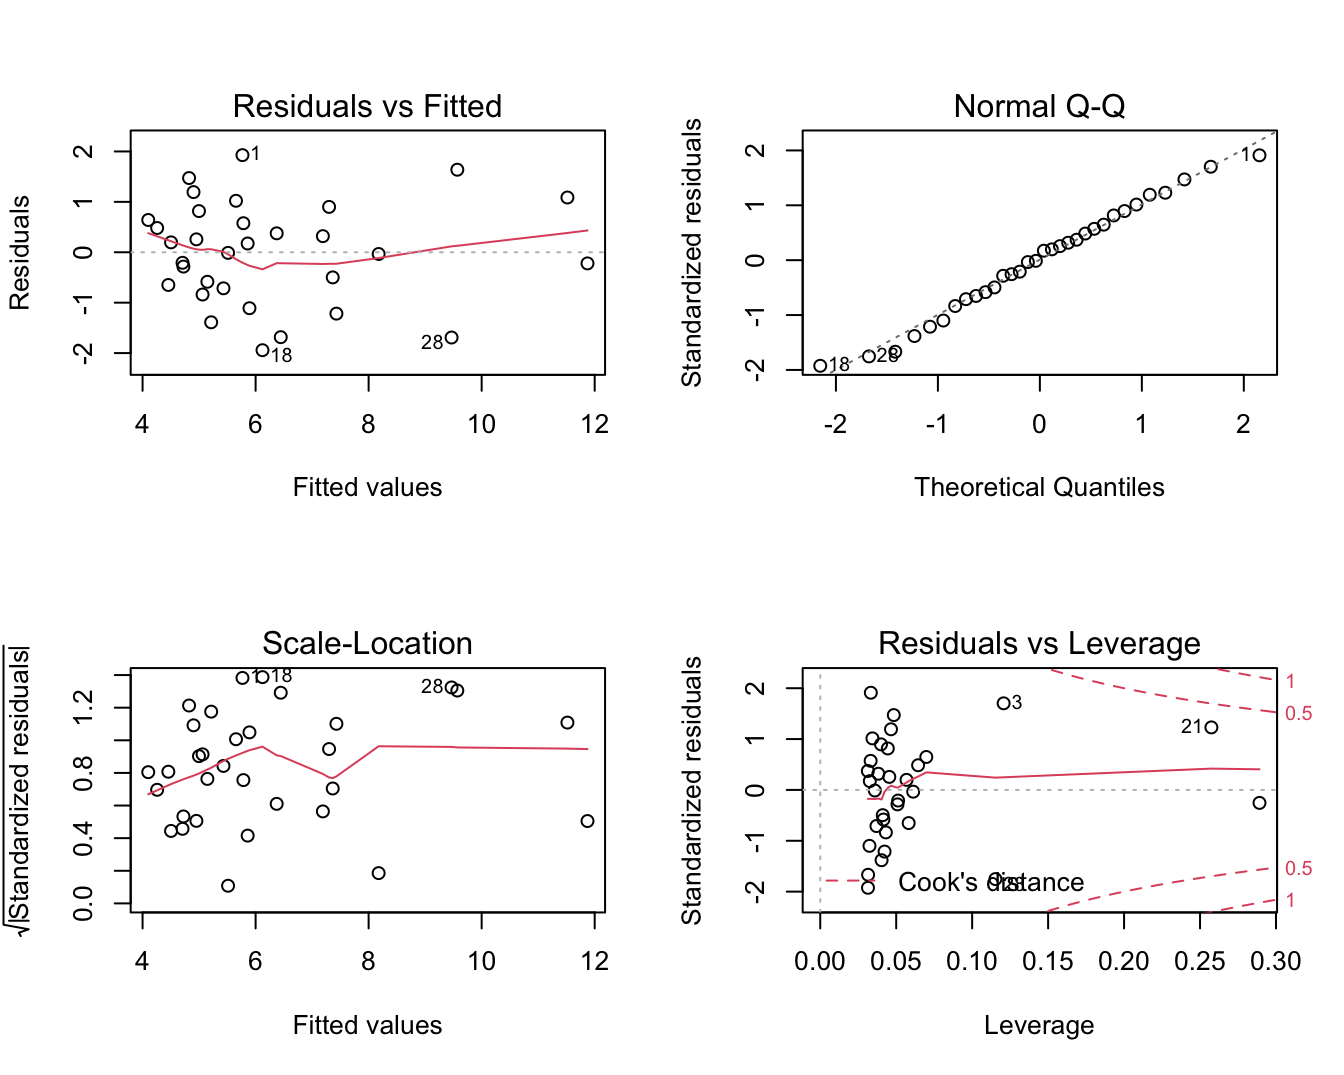 Residuals vs Fitted
Residuals
2
1
0
-1
-2
1
18
28
4 6 8 10 12
Fitted values
Normal Q-Q
Standardized residuals
2
1
0
-1
-2
18
28
1
-2 -1 0 1 2
Theoretical Quantiles
Scale-Location
√|Standardized residuals|
1.2
0.8
0.4
0.0
1
18
28
4 6 8 10 12
Fitted values
Residuals vs Leverage
Standardized residuals
2
1
0
-1
-2
3
21
28
Cook's distance
1
0.5
0.5
1
0.00 0.05 0.10 0.15 0.20 0.25 0.30
Leverage